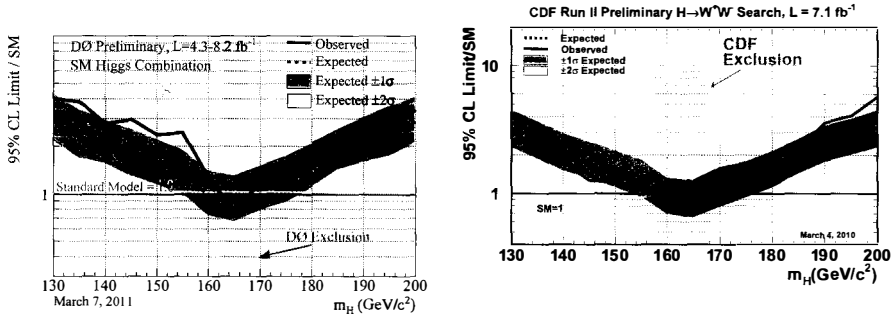 DØ Preliminary, L=4.3-8.2 fb⁻¹
SM Higgs Combination
Observed
Expected
Expected ±1σ
Expected ±2σ
95% CL Limit / SM
Standard Model = 1.0
1
DØ Exclusion
130 140 150 160 170 180 190 200
March 7, 2011
m_H (GeV/c²)
CDF Run II Preliminary H→W⁺W⁻ Search, L = 7.1 fb⁻¹
Expected
Observed
±1σ Expected
±2σ Expected
CDF
Exclusion
95% CL Limit/SM
10
1
SM=1
March 4, 2010
130 140 150 160 170 180 190 200
m_H(GeV/c²)